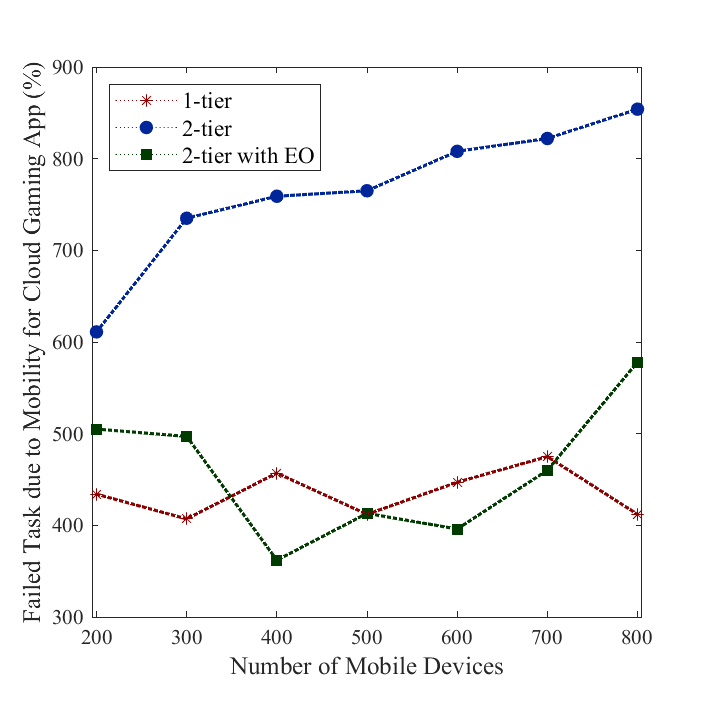 900
800
700
600
500
400
300
200 300 400 500 600 700 800
Number of Mobile Devices
Failed Task due to Mobility for Cloud Gaming App (%)
1-tier
2-tier
2-tier with EO